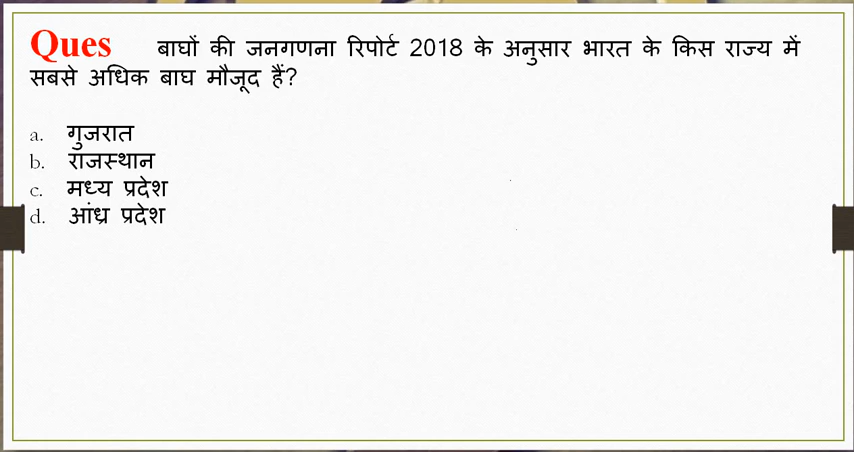 Ques बाघों की जनगणना रिपोर्ट 2018 के अनुसार भारत के किस राज्य में
सबसे अधिक बाघ मौजूद हैं?
a. गुजरात
b. राजस्थान
c. मध्य प्रदेश
d. आंध्र प्रदेश